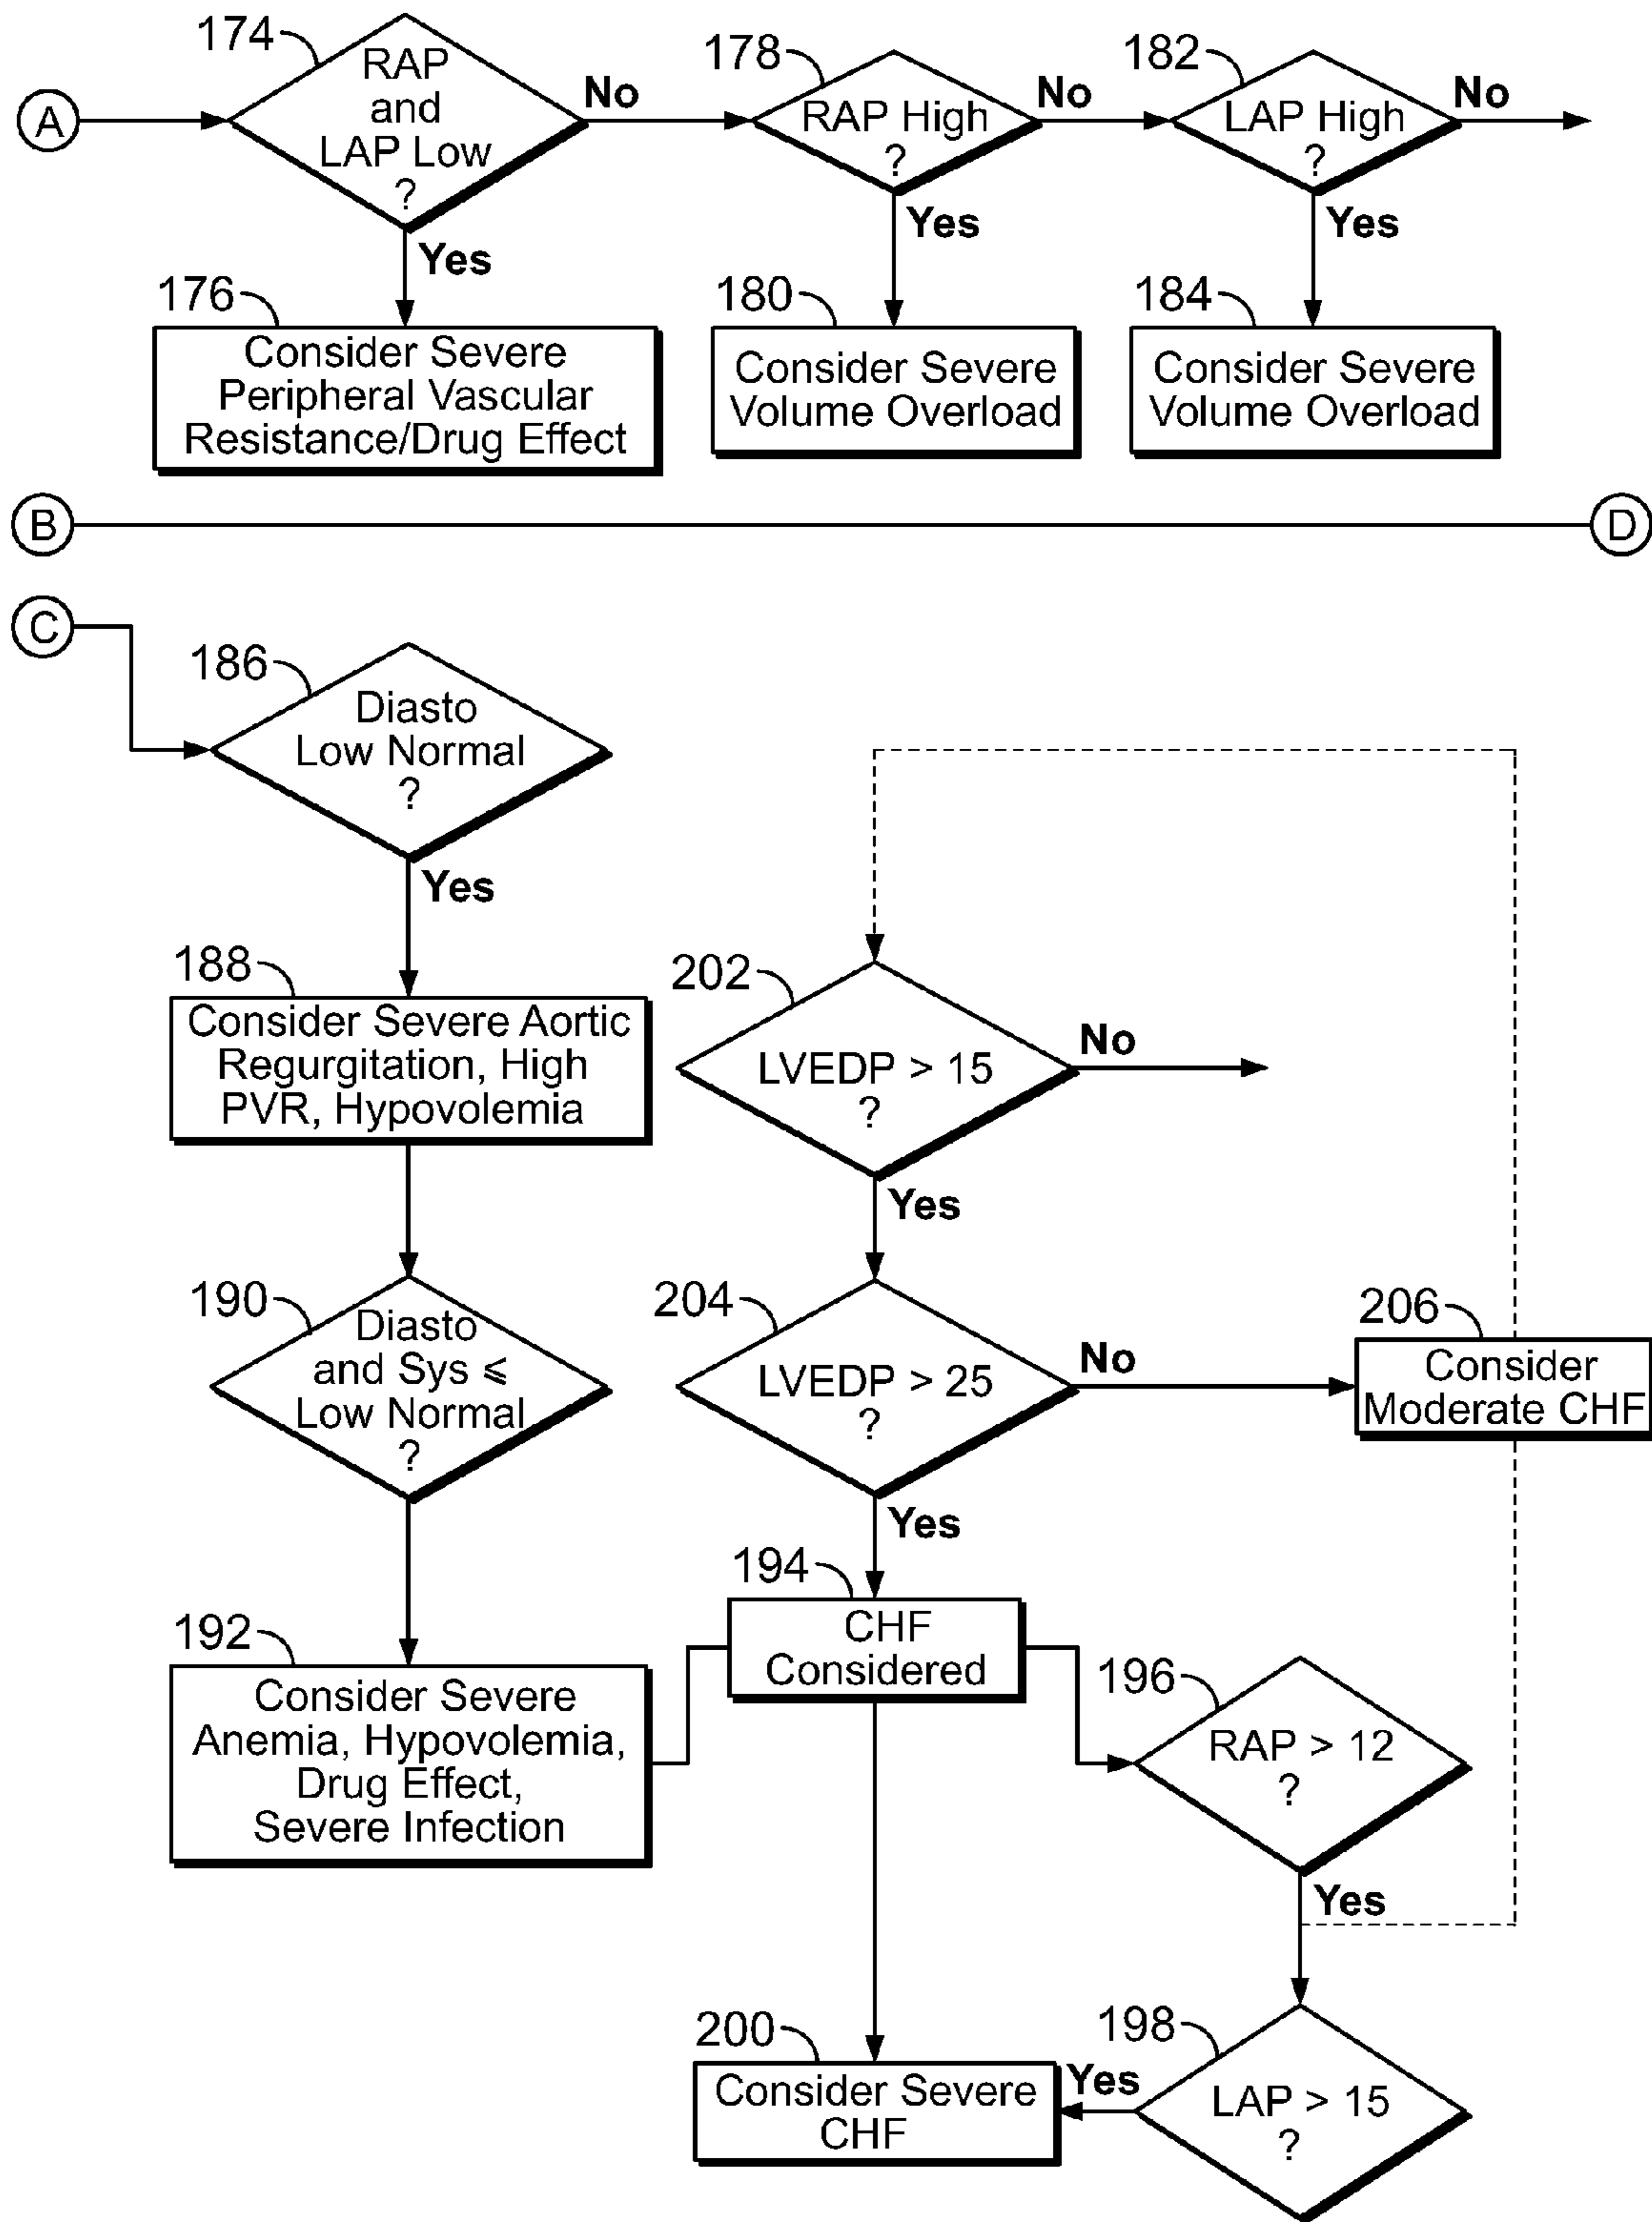 174
RAP
and
LAP Low
?
No
178
RAP High
?
No
182
LAP High
?
No
A
Yes
Yes
Yes
176
Consider Severe
Peripheral Vascular
Resistance/Drug Effect
180
Consider Severe
Volume Overload
184
Consider Severe
Volume Overload
B
D
C
186
Diasto
Low Normal
?
Yes
188
Consider Severe Aortic
Regurgitation, High
PVR, Hypovolemia
202
LVEDP > 15
?
No
Yes
190
Diasto
and Sys ⩽
Low Normal
?
204
LVEDP > 25
?
No
206
Consider
Moderate CHF
Yes
192
Consider Severe
Anemia, Hypovolemia,
Drug Effect,
Severe Infection
194
CHF
Considered
196
RAP > 12
?
Yes
198
LAP > 15
?
Yes
200
Consider Severe
CHF